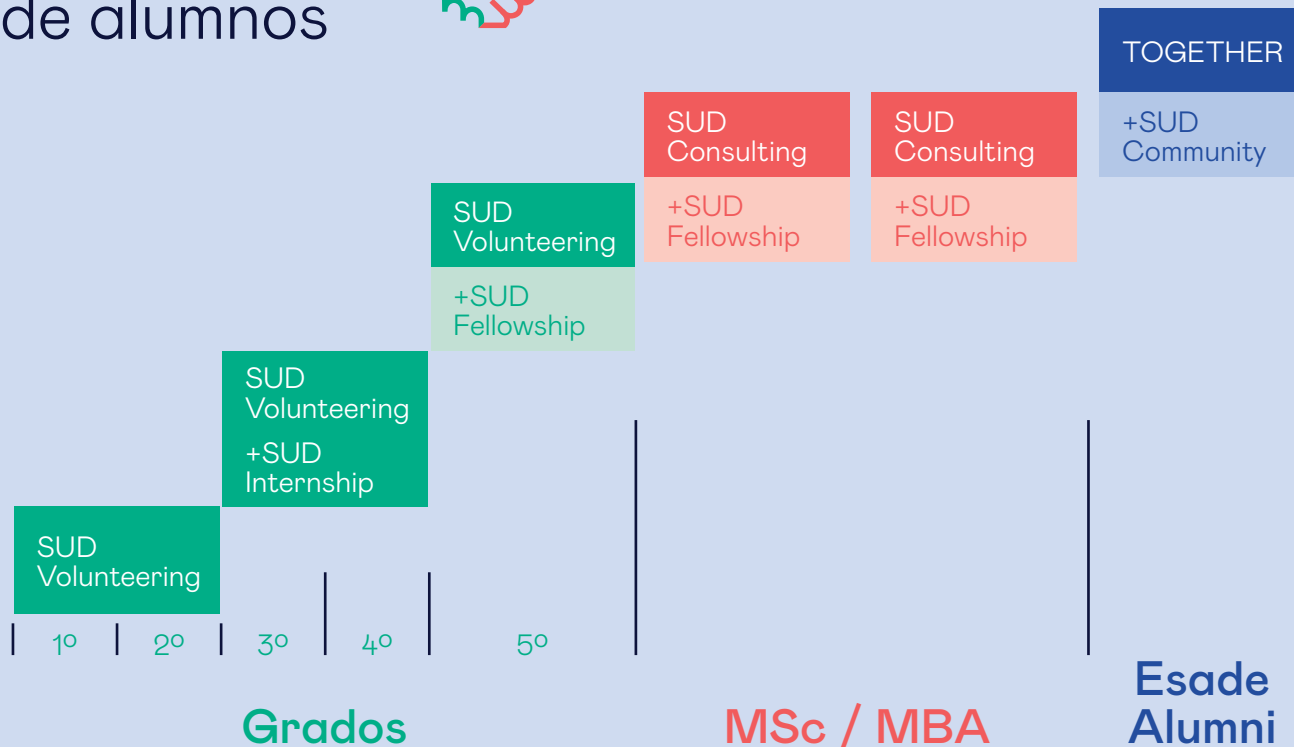 de alumnos
TOGETHER
+SUD
Community
SUD
Consulting
+SUD
Fellowship
SUD
Consulting
+SUD
Fellowship
SUD
Volunteering
+SUD
Fellowship
SUD
Volunteering
+SUD
Internship
SUD
Volunteering
1º
2º
3º
4º
5º
Grados
MSc / MBA
Esade
Alumni